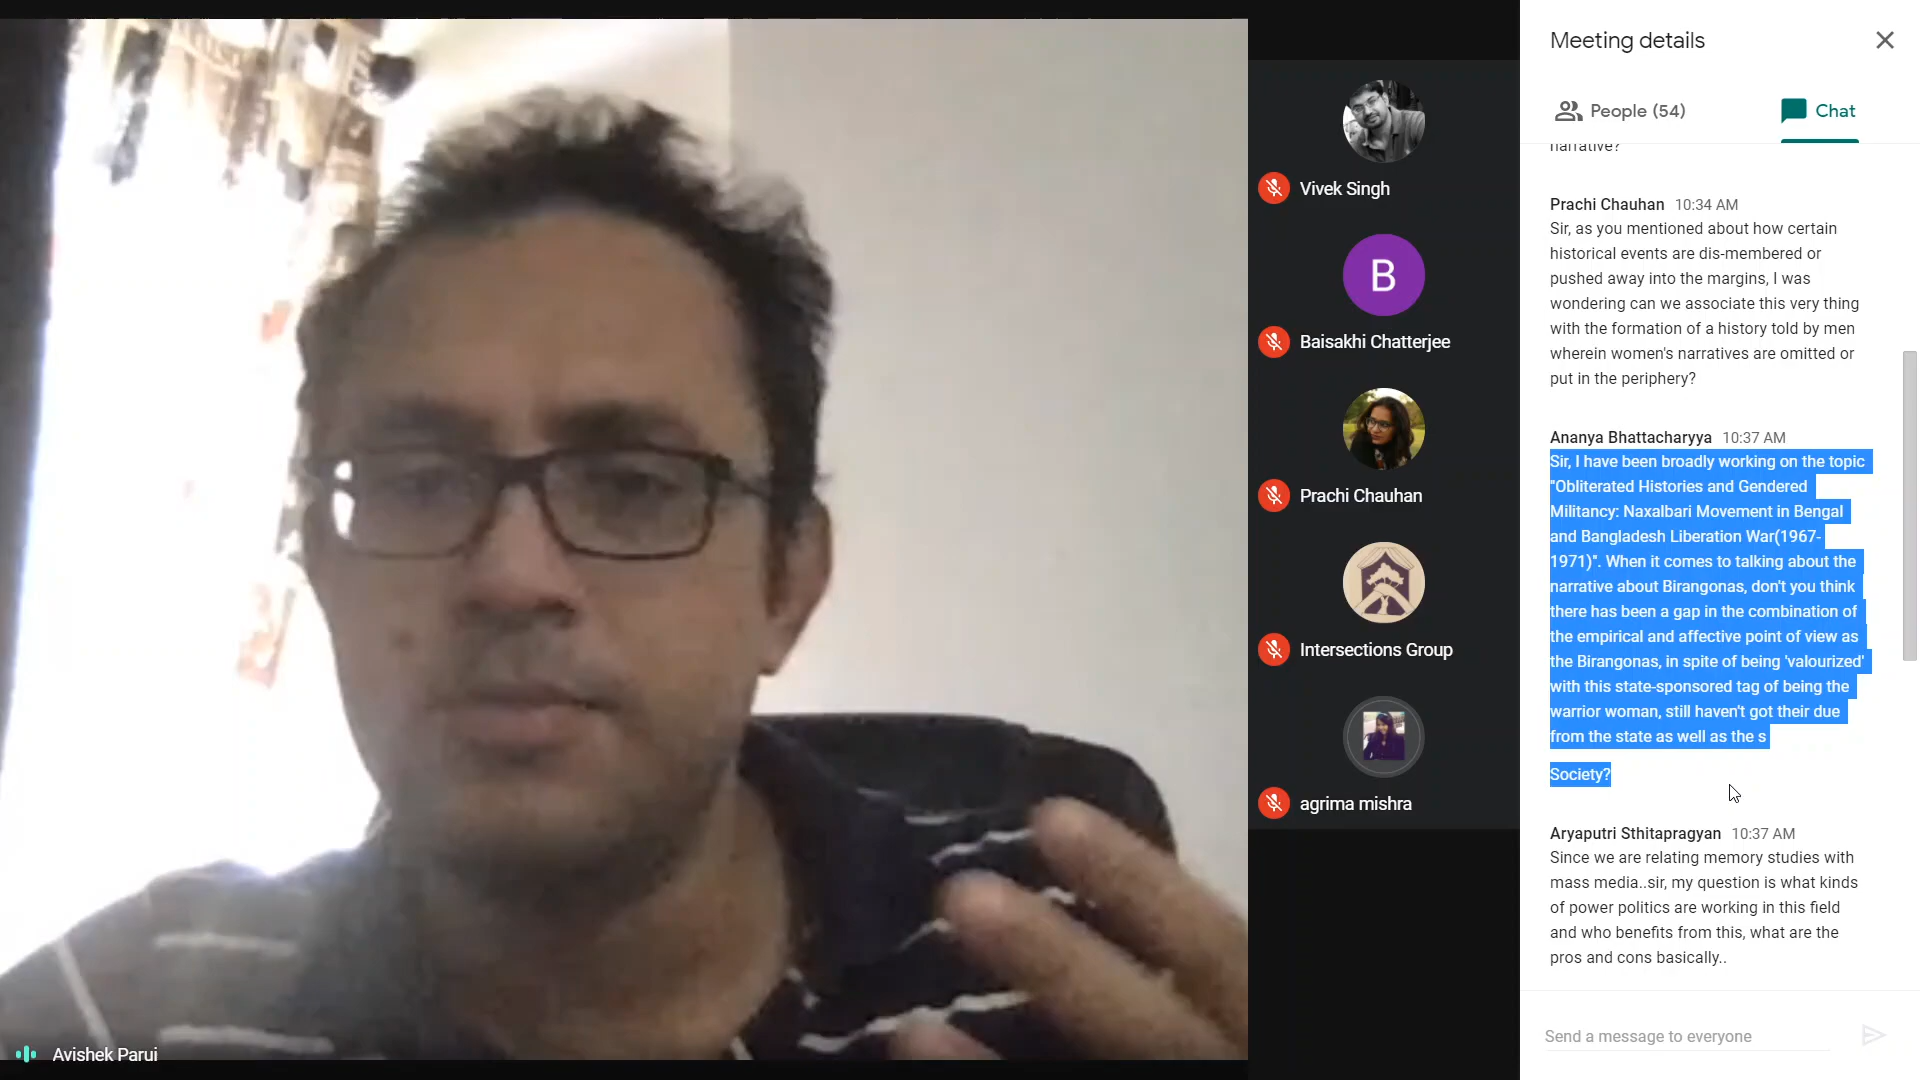 Meeting details
People (54)
Chat
narrative?
Prachi Chauhan 10:34 AM
Sir, as you mentioned about how certain
historical events are dis-membered or
pushed away into the margins, I was
wondering can we associate this very thing
with the formation of a history told by men
wherein women's narratives are omitted or
put in the periphery?
Ananya Bhattacharyya 10:37 AM
Sir, I have been broadly working on the topic
"Obliterated Histories and Gendered
Militancy: Naxalbari Movement in Bengal
and Bangladesh Liberation War(1967-
1971)". When it comes to talking about the
narrative about Birangonas, don't you think
there has been a gap in the combination of
the empirical and affective point of view as
the Birangonas, in spite of being 'valourized'
with this state-sponsored tag of being the
warrior woman, still haven't got their due
from the state as well as the s
Society?
Aryaputri Sthitapragyan 10:37 AM
Since we are relating memory studies with
mass media..sir, my question is what kinds
of power politics are working in this field
and who benefits from this, what are the
pros and cons basically..
Send a message to everyone
Vivek Singh
B
Baisakhi Chatterjee
Prachi Chauhan
Intersections Group
agrima mishra
Avishek Parui